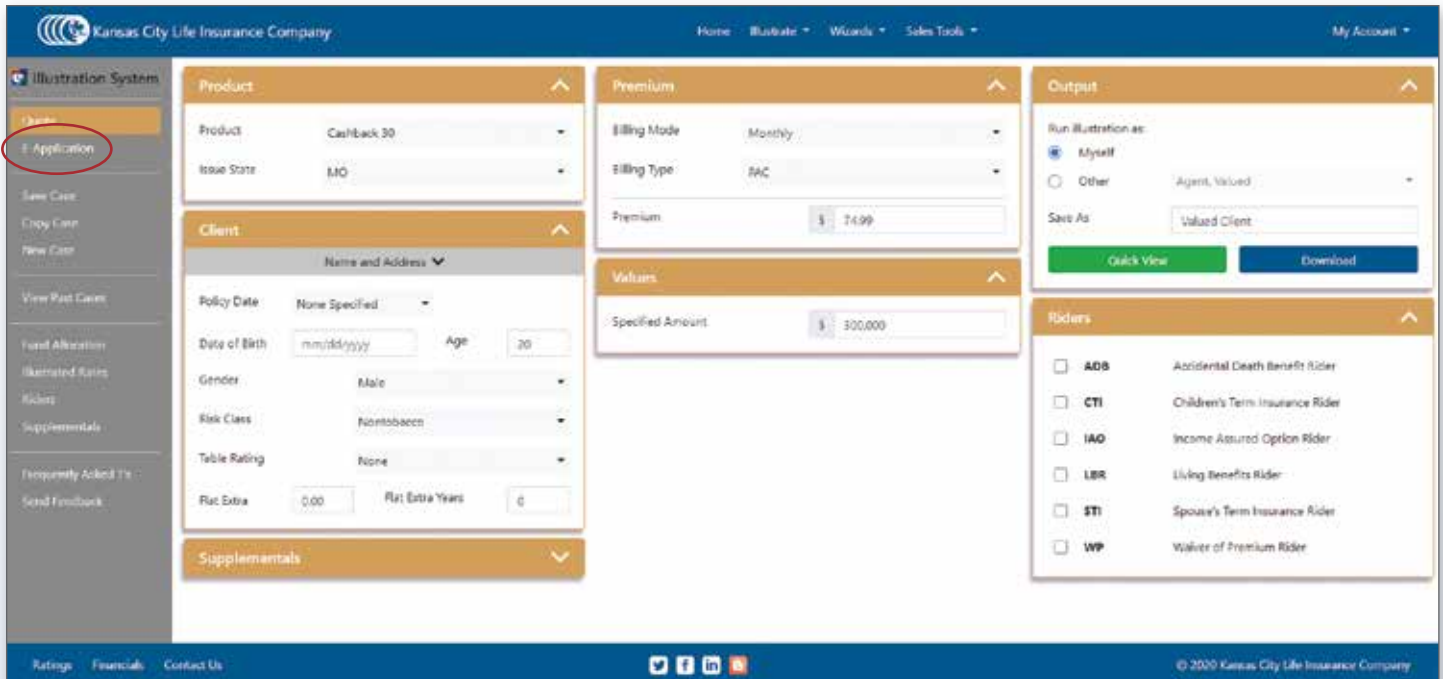 Kansas City Life Insurance Company
Home Illustrate Wizards Sales Tools
My Account
Illustration System
Quote
E-Application
Save Case
Copy Case
New Case
View Past Cases
Fund Allocation
Illustrated Rates
Riders
Supplementals
Frequently Asked ?'s
Send Feedback
Product
Product Cashback 30
Issue State MO
Client
Name and Address
Policy Date None Specified
Date of Birth mm/dd/yyyy Age 20
Gender Male
Risk Class Nontobacco
Table Rating None
Flat Extra 0.00 Flat Extra Years 0
Supplementals
Premium
Billing Mode Monthly
Billing Type PAC
Premium $ 74.99
Values
Specified Amount $ 300,000
Output
Run illustration as:
Myself
Other Agent, Valued
Save As Valued Client
Quick View Download
Riders
ADB Accidental Death Benefit Rider
CTI Children's Term Insurance Rider
IAO Income Assured Option Rider
LBR Living Benefits Rider
STI Spouse's Term Insurance Rider
WP Waiver of Premium Rider
Ratings Financials Contact Us
© 2020 Kansas City Life Insurance Company